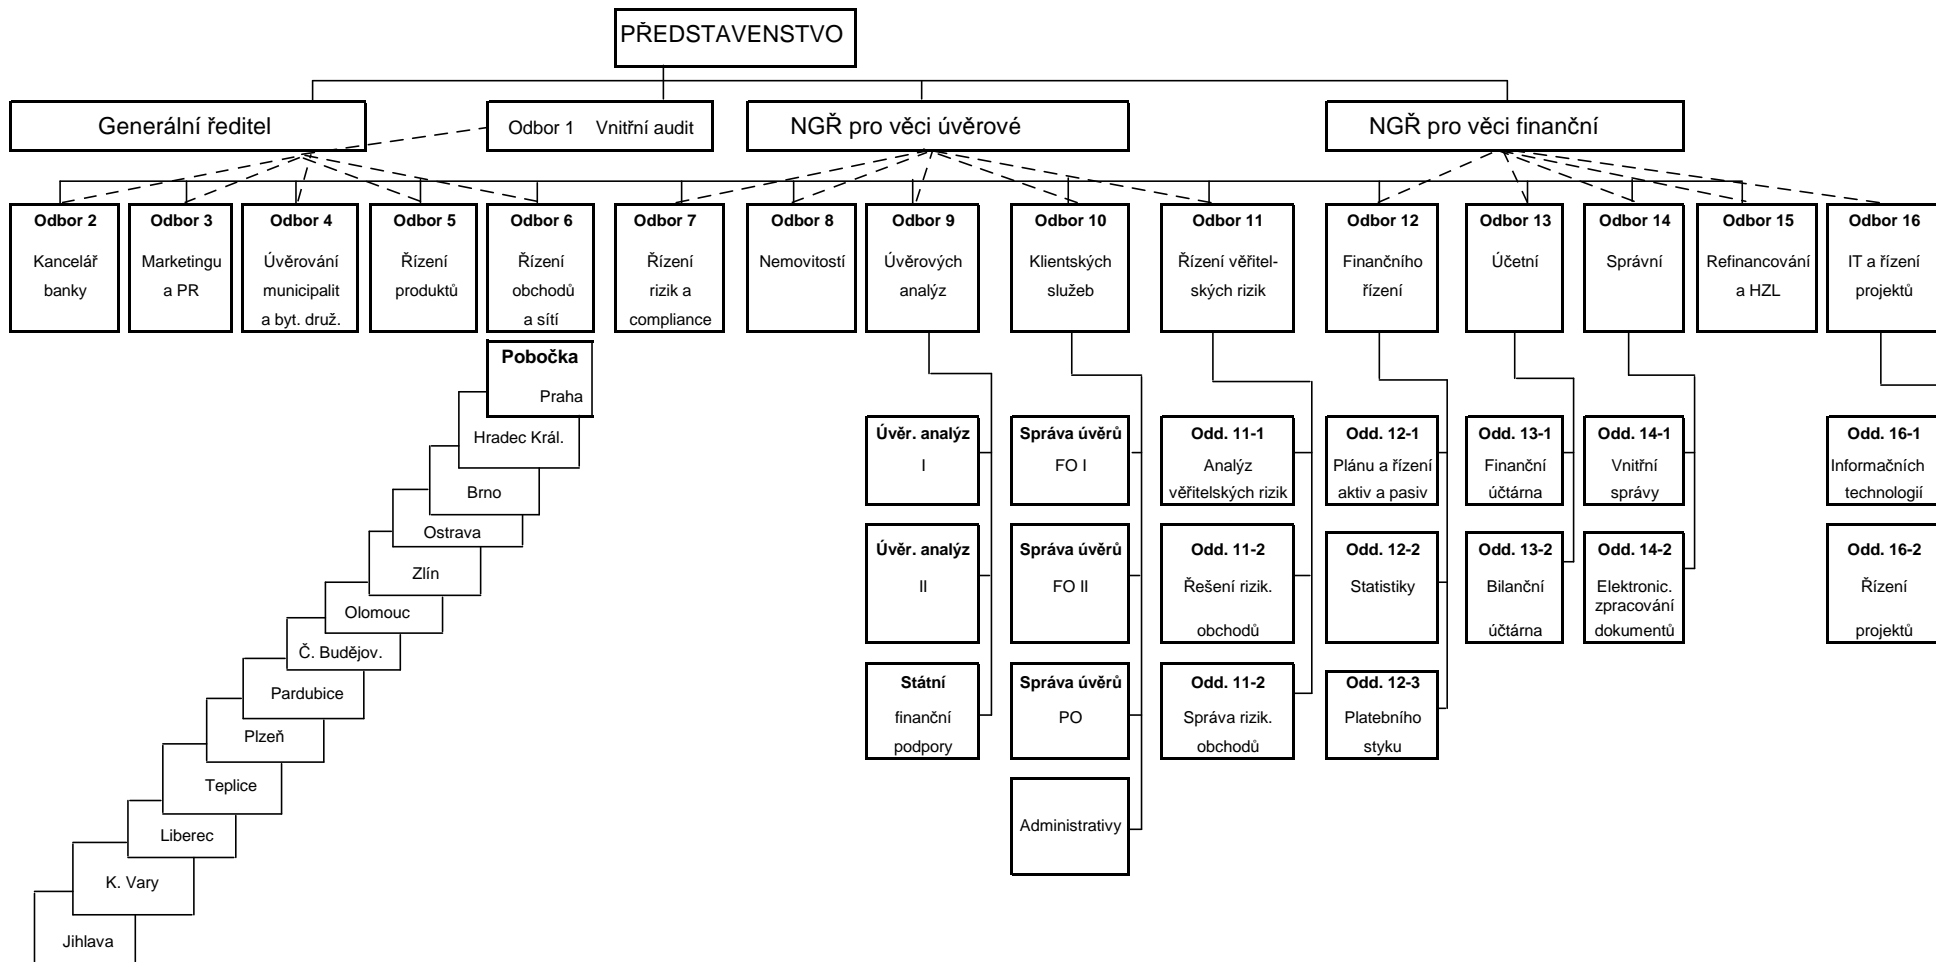 PŘEDSTAVENSTVO
Generální ředitel
Odbor 1 Vnitřní audit
NGŘ pro věci úvěrové
NGŘ pro věci finanční
Odbor 2
Kancelář
banky
Odbor 3
Marketingu
a PR
Odbor 4
Úvěrování
municipalit
a byt. druž.
Odbor 5
Řízení
produktů
Odbor 6
Řízení
obchodů
a sítí
Odbor 7
Řízení
rizik a
compliance
Odbor 8
Nemovitostí
Odbor 9
Úvěrových
analýz
Odbor 10
Klientských
služeb
Odbor 11
Řízení věřitel-
ských rizik
Odbor 12
Finančního
řízení
Odbor 13
Účetní
Odbor 14
Správní
Odbor 15
Refinancování
a HZL
Odbor 16
IT a řízení
projektů
Pobočka
Praha
Hradec Král.
Brno
Ostrava
Zlín
Olomouc
Č. Budějov.
Pardubice
Plzeň
Teplice
Liberec
K. Vary
Jihlava
Úvěr. analýz
I
Úvěr. analýz
II
Státní
finanční
podpory
Správa úvěrů
FO I
Správa úvěrů
FO II
Správa úvěrů
PO
Administrativy
Odd. 11-1
Analýz
věřitelských rizik
Odd. 11-2
Řešení rizik.
obchodů
Odd. 11-2
Správa rizik.
obchodů
Odd. 12-1
Plánu a řízení
aktiv a pasiv
Odd. 12-2
Statistiky
Odd. 12-3
Platebního
styku
Odd. 13-1
Finanční
účtárna
Odd. 13-2
Bilanční
účtárna
Odd. 14-1
Vnitřní
správy
Odd. 14-2
Elektronic.
zpracování
dokumentů
Odd. 16-1
Informačních
technologií
Odd. 16-2
Řízení
projektů